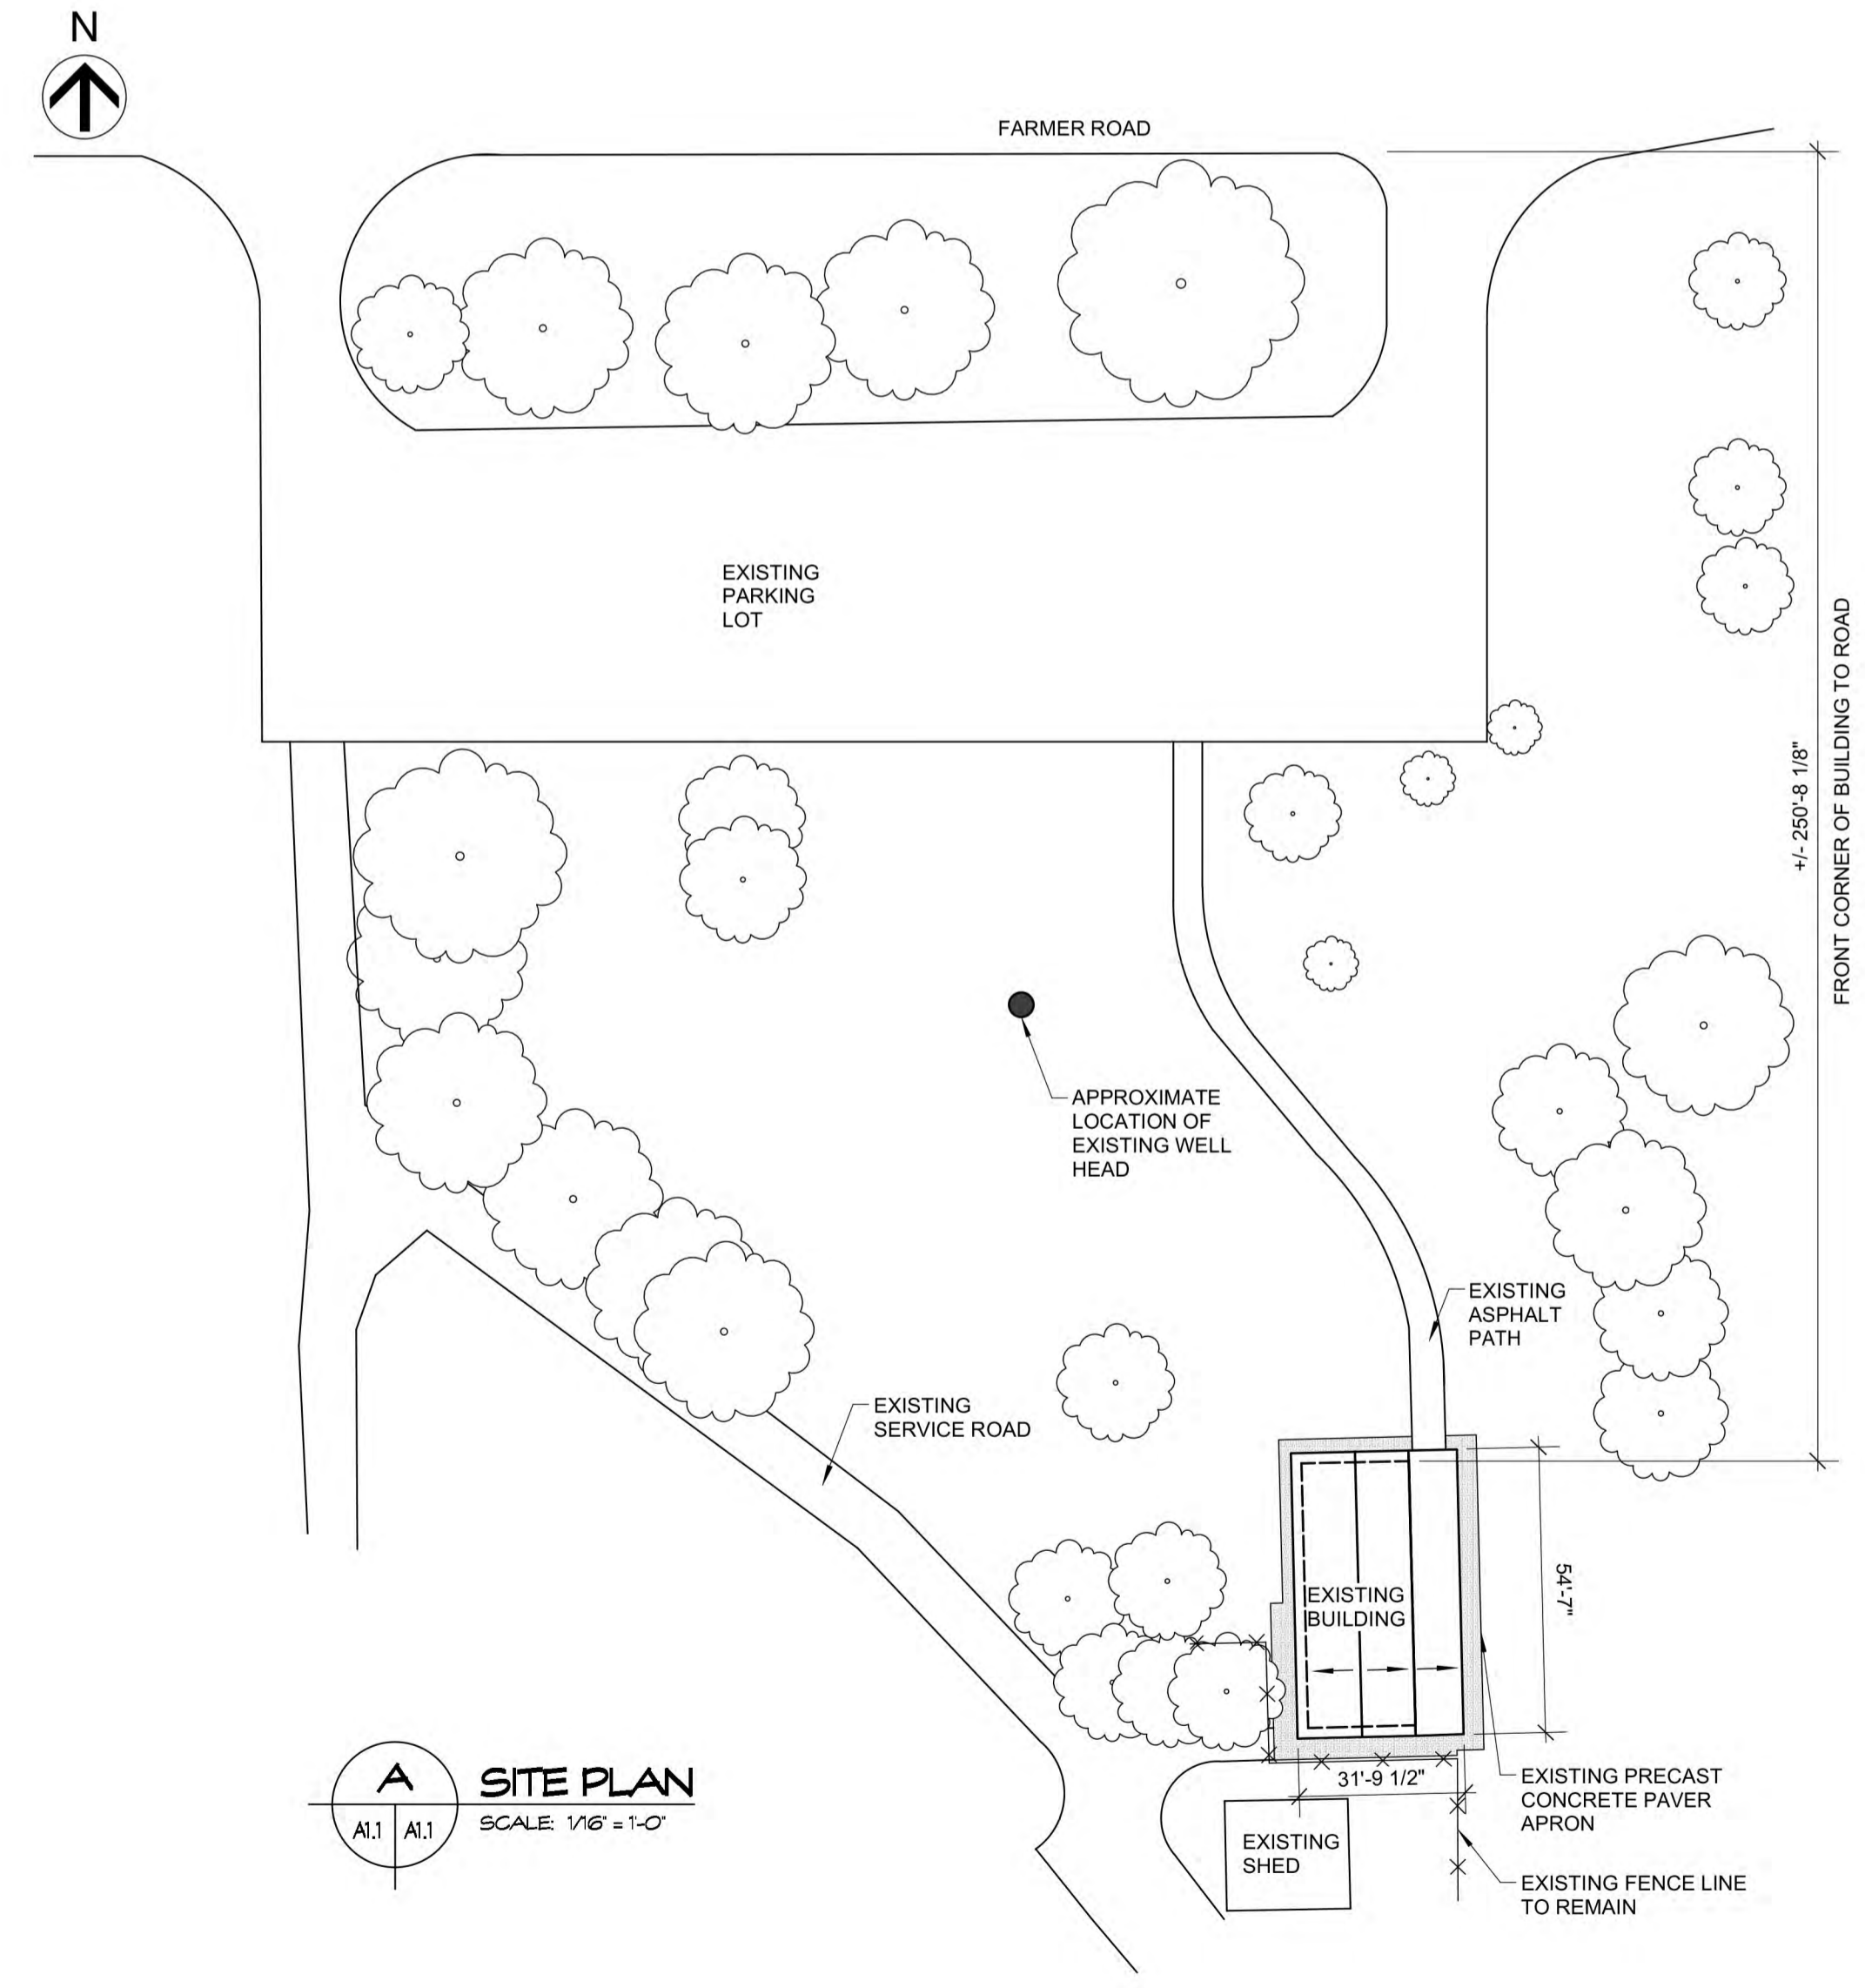 N
FARMER ROAD
EXISTING
PARKING
LOT
+/- 250'-8 1/8"
FRONT CORNER OF BUILDING TO ROAD
APPROXIMATE
LOCATION OF
EXISTING WELL
HEAD
EXISTING
ASPHALT
PATH
EXISTING
SERVICE ROAD
EXISTING
BUILDING
54'-7"
31'-9 1/2"
EXISTING PRECAST
CONCRETE PAVER
APRON
EXISTING
SHED
EXISTING FENCE LINE
TO REMAIN
A
A1.1 A1.1
SITE PLAN
SCALE: 1/16" = 1'-0"